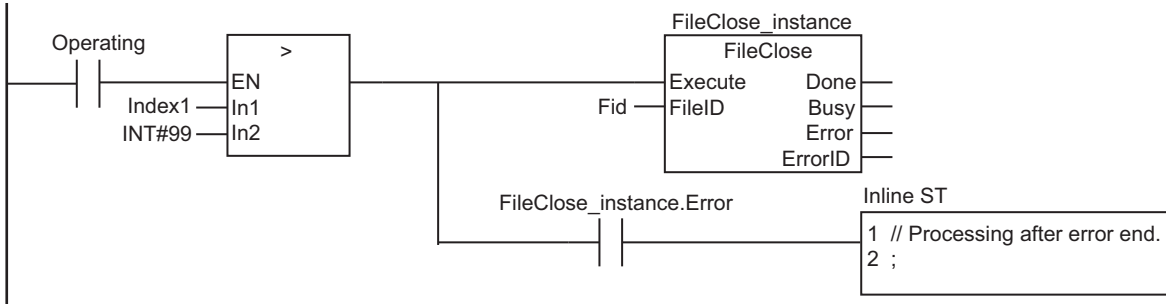 FileClose_instance
Operating
>
FileClose
EN
Execute
Done
Index1
In1
Fid
FileID
Busy
INT#99
In2
Error
ErrorID
FileClose_instance.Error
Inline ST
1 // Processing after error end.
2 ;